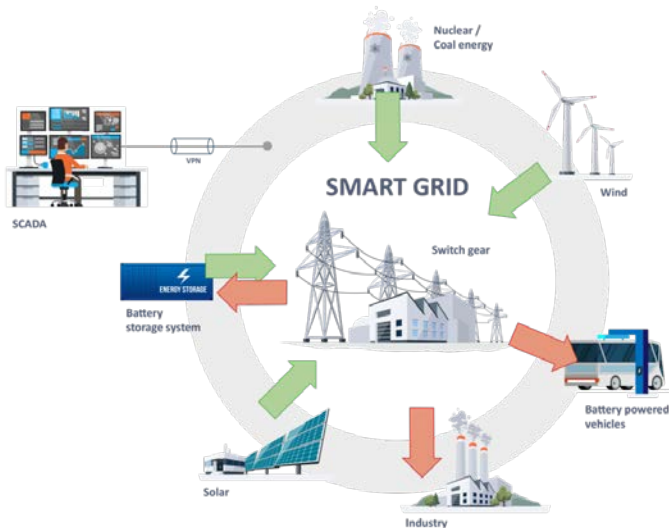 Nuclear /
Coal energy
VPN
SMART GRID
Wind
SCADA
Switch gear
ENERGY STORAGE
Battery
storage system
Battery powered
vehicles
Solar
Industry